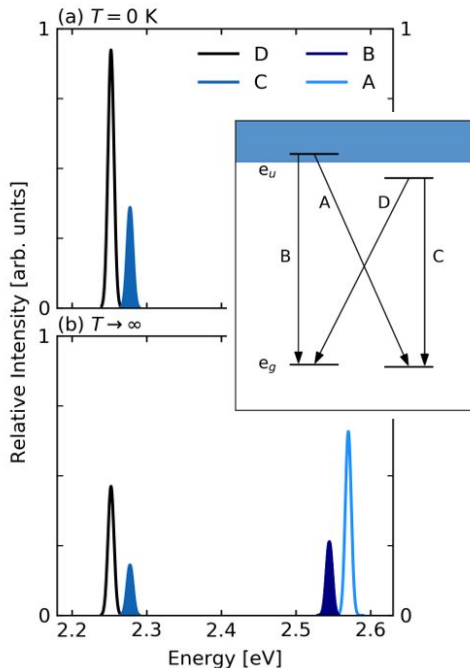 (a) T = 0 K
1
1
D
B
C
A
0
e_u
A
D
B
C
e_g
(b) T → ∞
1
1
0
0
2.2
2.3
2.4
2.5
2.6
Energy [eV]
Relative Intensity [arb. units]